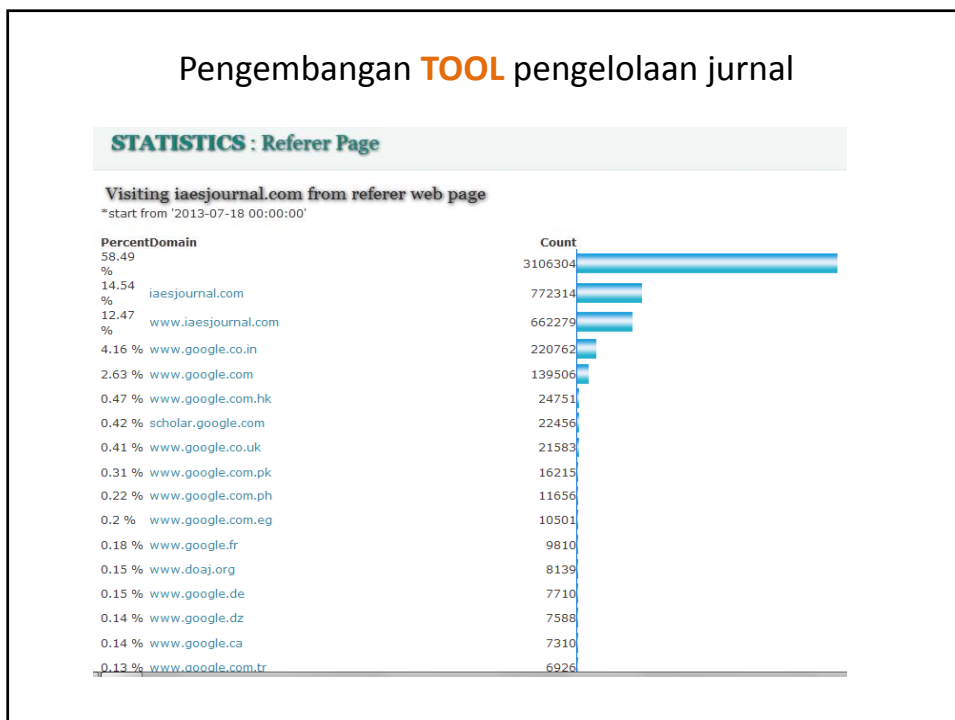 Pengembangan TOOL pengelolaan jurnal
STATISTICS : Referer Page
Visiting iaesjournal.com from referer web page
*start from '2013-07-18 00:00:00'
PercentDomain Count
58.49 % 3106304
14.54 % iaesjournal.com 772314
12.47 % www.iaesjournal.com 662279
4.16 % www.google.co.in 220762
2.63 % www.google.com 139506
0.47 % www.google.com.hk 24751
0.42 % scholar.google.com 22456
0.41 % www.google.co.uk 21583
0.31 % www.google.com.pk 16215
0.22 % www.google.com.ph 11656
0.2 % www.google.com.eg 10501
0.18 % www.google.fr 9810
0.15 % www.doaj.org 8139
0.15 % www.google.de 7710
0.14 % www.google.dz 7588
0.14 % www.google.ca 7310
0.13 % www.google.com.tr 6926